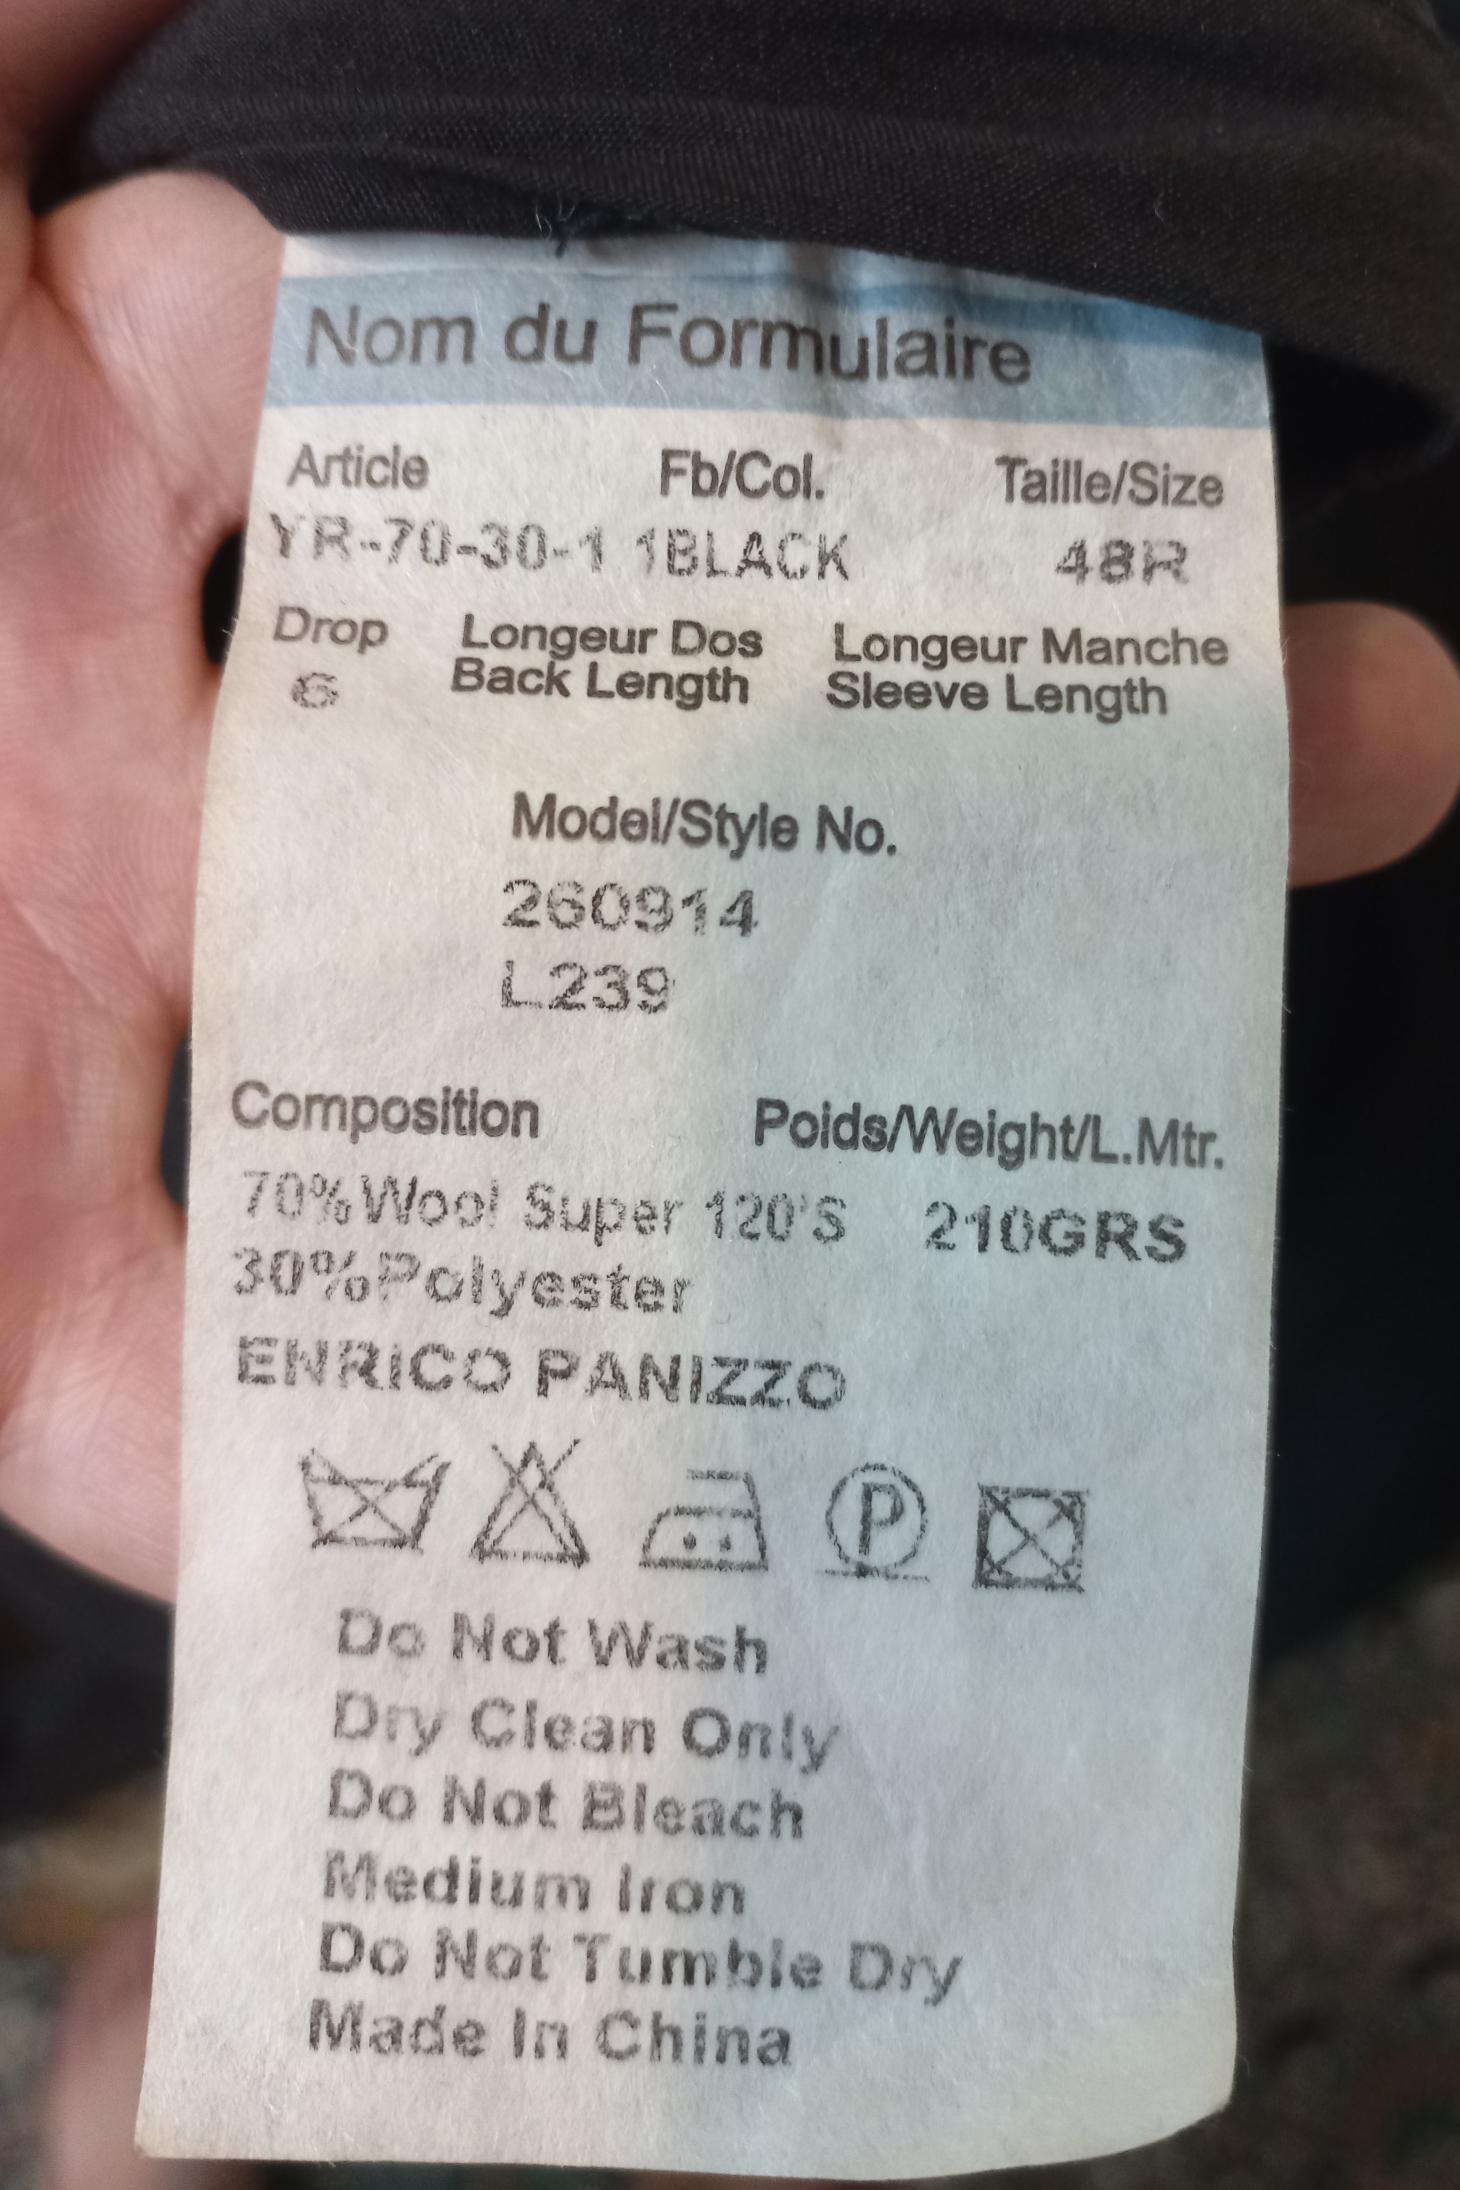 Nom du Formulaire
Article Fb/Col. Taille/Size
YR-70-30-1 1BLACK 48R
Drop Longeur Dos Longeur Manche
6 Back Length Sleeve Length
Model/Style No.
260914
L239
Composition Poids/Weight/L.Mtr.
70%Wool Super 120'S 210GRS
30%Polyester
ENRICO PANIZZO
P
Do Not Wash
Dry Clean Only
Do Not Bleach
Medium Iron
Do Not Tumble Dry
Made In China